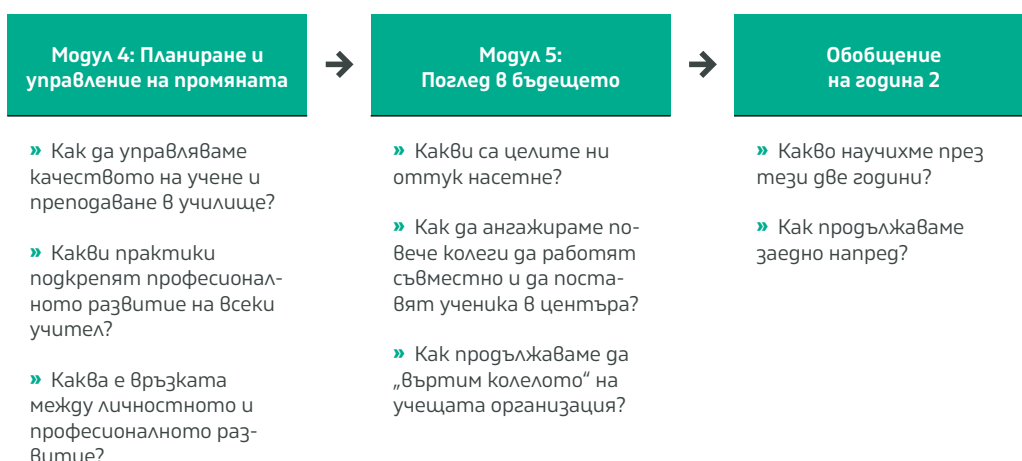 Модул 4: Планиране и
управление на промяната
» Как да управляваме
качеството на учене и
преподаване в училище?
» Какви практики
подкрепят професионал-
ното развитие на всеки
учител?
» Каква е връзката
между личностното и
професионалното раз-
витие?
Модул 5:
Поглед в бъдещето
» Какви са целите ни
оттук насетне?
» Как да ангажираме по-
вече колеги да работят
съвместно и да поста-
вят ученика в центъра?
» Как продължаваме да
„въртим колелото“ на
учещата организация?
Обобщение
на година 2
» Какво научихме през
тези две години?
» Как продължаваме
заедно напред?